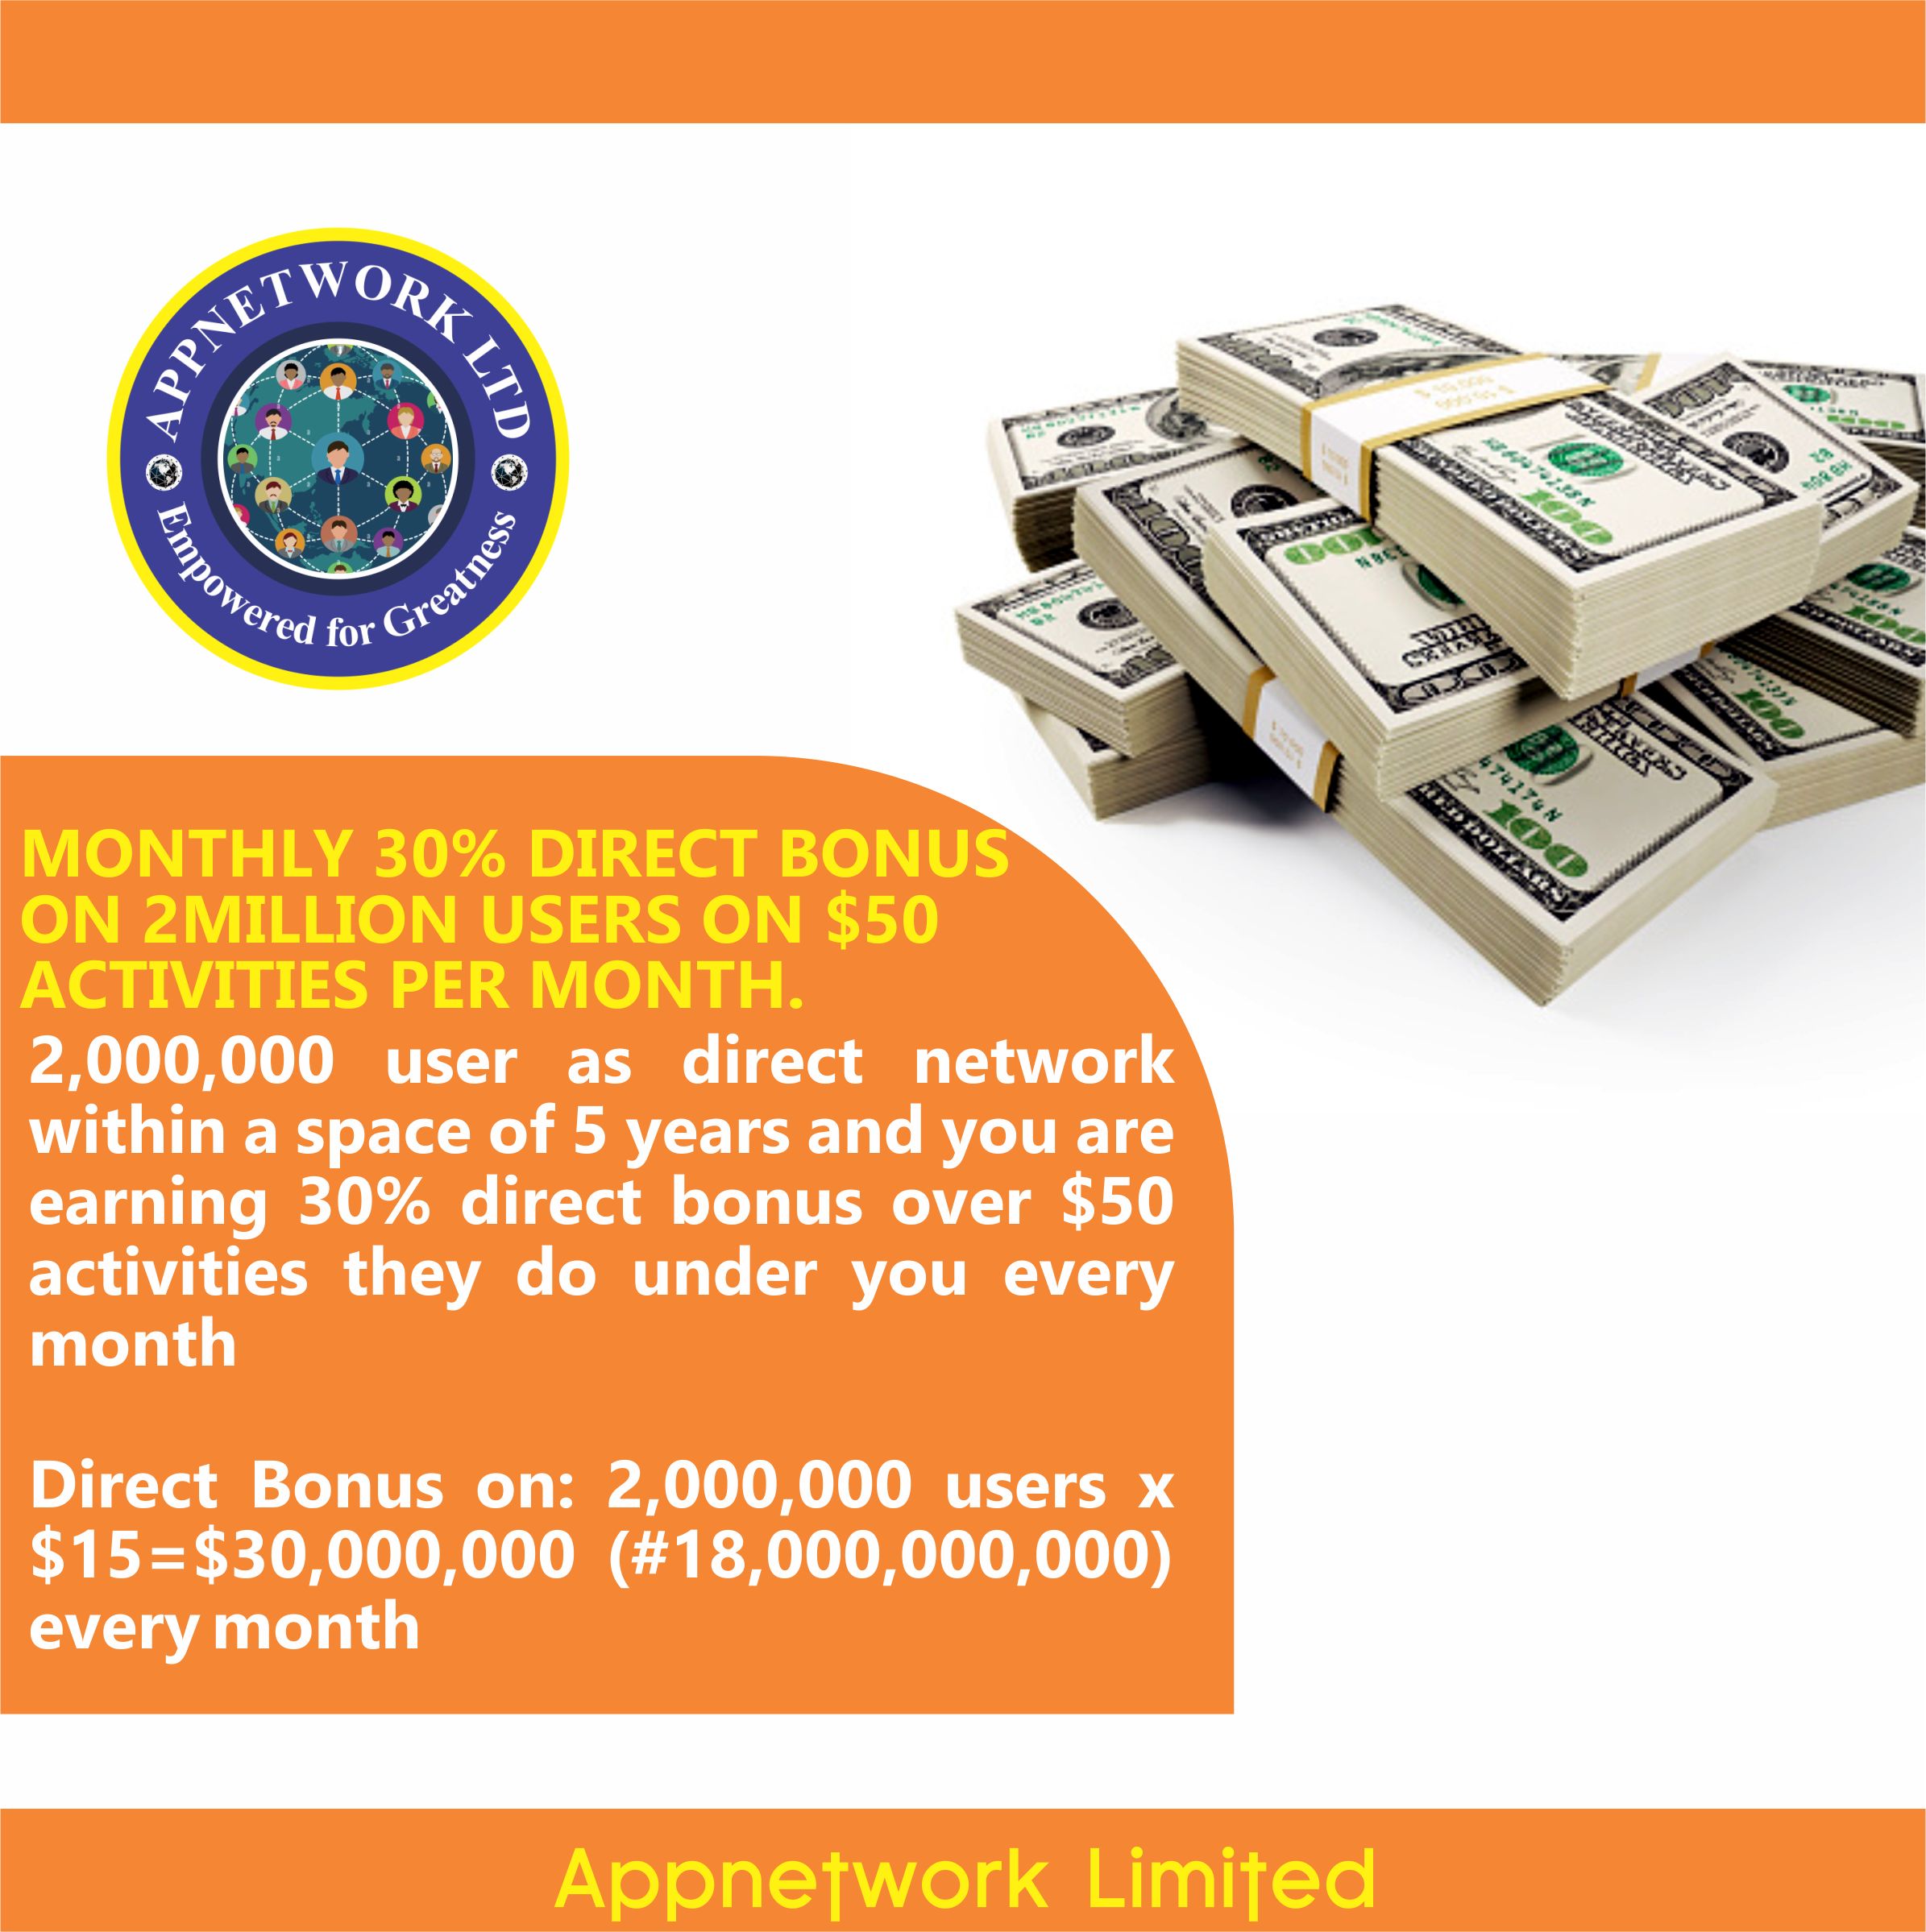 APPNETWORK LTD
Empowered for Greatness
MONTHLY 30% DIRECT BONUS
ON 2MILLION USERS ON $50
ACTIVITIES PER MONTH.
2,000,000 user as direct network
within a space of 5 years and you are
earning 30% direct bonus over $50
activities they do under you every
month
Direct Bonus on: 2,000,000 users x
$15=$30,000,000 (#18,000,000,000)
every month
Appnetwork Limited